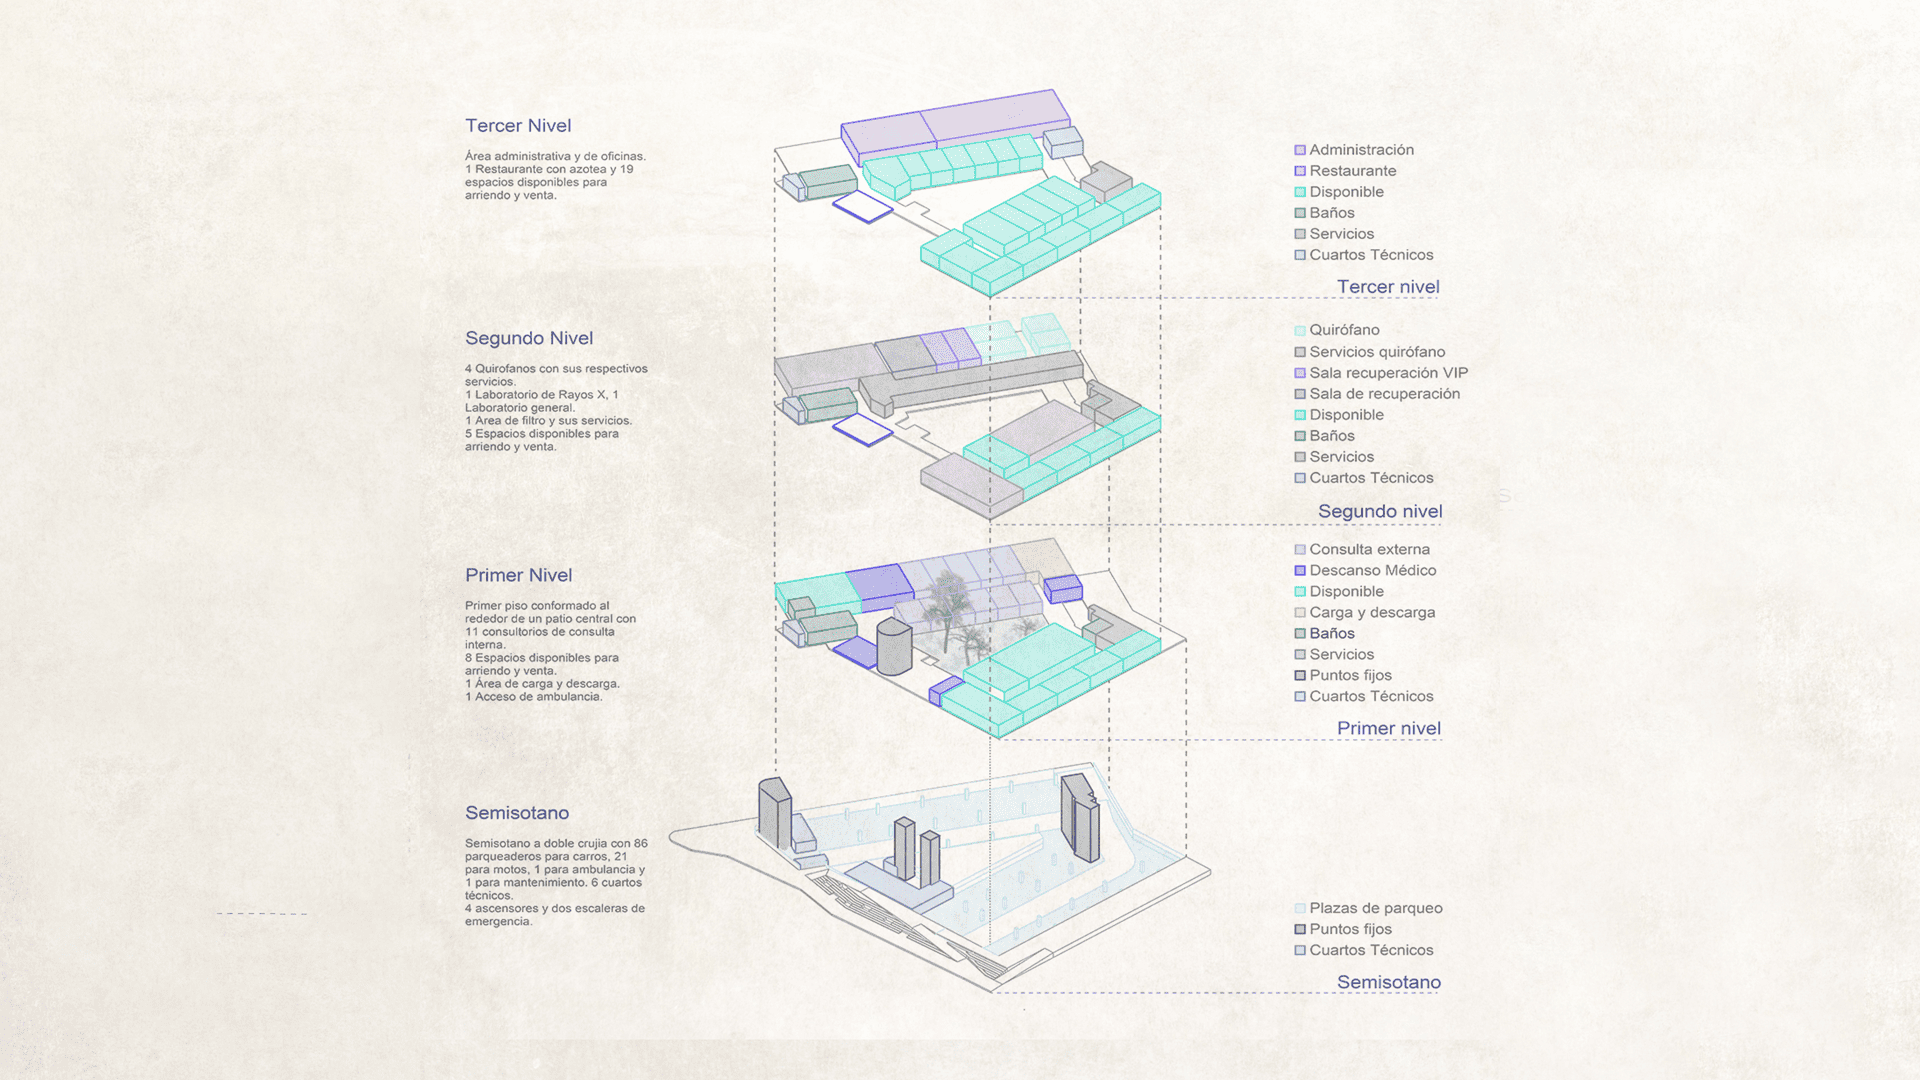 Tercer Nivel
Área administrativa y de oficinas.
1 Restaurante con azotea y 19
espacios disponibles para
arriendo y venta.
Administración
Restaurante
Disponible
Baños
Servicios
Cuartos Técnicos
Tercer nivel
Segundo Nivel
4 Quirofanos con sus respectivos
servicios.
1 Laboratorio de Rayos X, 1
Laboratorio general.
1 Area de filtro y sus servicios.
5 Espacios disponibles para
arriendo y venta.
Quirófano
Servicios quirófano
Sala recuperación VIP
Sala de recuperación
Disponible
Baños
Servicios
Cuartos Técnicos
Segundo nivel
Primer Nivel
Primer piso conformado al
rededor de un patio central con
11 consultorios de consulta
interna.
8 Espacios disponibles para
arriendo y venta.
1 Área de carga y descarga.
1 Acceso de ambulancia.
Consulta externa
Descanso Médico
Disponible
Carga y descarga
Baños
Servicios
Puntos fijos
Cuartos Técnicos
Primer nivel
Semisotano
Semisotano a doble crujia con 86
parqueaderos para carros, 21
para motos, 1 para ambulancia y
1 para mantenimiento. 6 cuartos
técnicos.
4 ascensores y dos escaleras de
emergencia.
Plazas de parqueo
Puntos fijos
Cuartos Técnicos
Semisotano